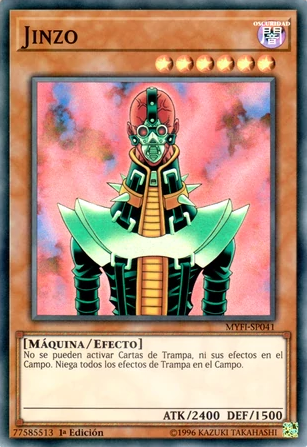 JINZO
OSCURIDAD
闇
MYFI-SP041
[MÁQUINA/EFECTO]
No se pueden activar Cartas de Trampa, ni sus efectos en el
Campo. Niega todos los efectos de Trampa en el Campo.
ATK/2400 DEF/1500
77585513 1ª Edición ©1996 KAZUKI TAKAHASHI